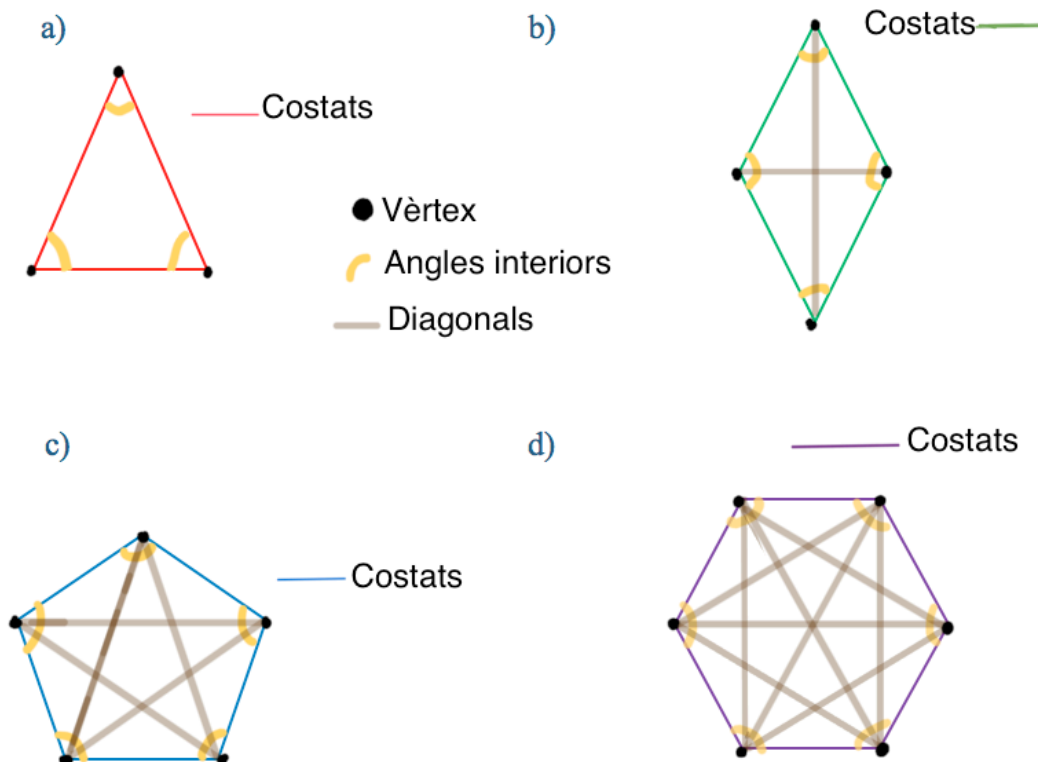 a)
b)
Costats
Costats
Vèrtex
Angles interiors
Diagonals
c)
d)
Costats
Costats